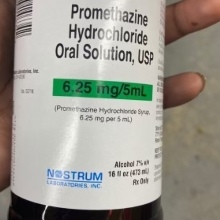 Promethazine
Hydrochloride
Oral Solution, USP
6.25 mg/5mL
(Promethazine Hydrochloride Syrup,
6.25 mg per 5 mL)
Alcohol 7% v/v
16 fl oz (472 mL)
Rx Only
NOSTRUM
LABORATORIES, INC.